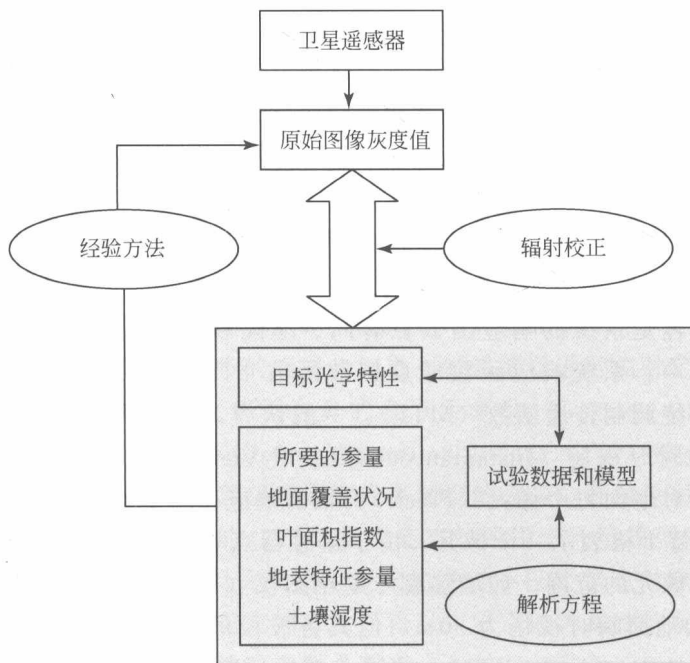 卫星遥感器
原始图像灰度值
经验方法
辐射校正
目标光学特性
所要的参量
地面覆盖状况
叶面积指数
地表特征参量
土壤湿度
试验数据和模型
解析方程